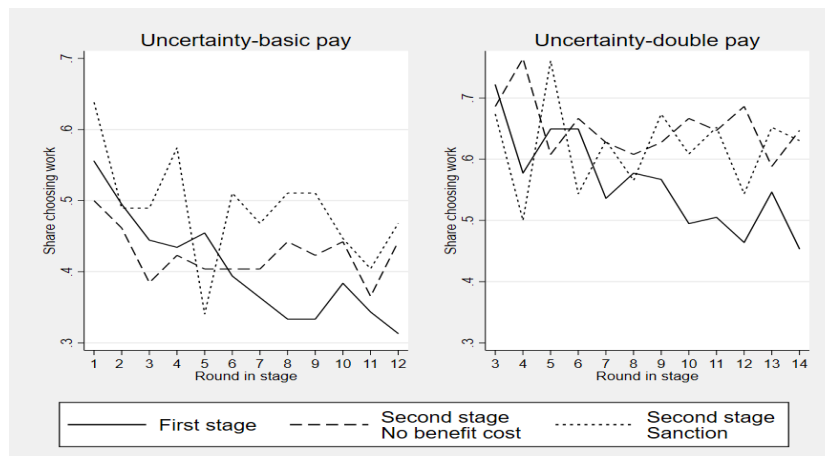 Uncertainty-basic pay
.7
.6
.5
.4
.3
Share choosing work
1 2 3 4 5 6 7 8 9 10 11 12
Round in stage
Uncertainty-double pay
.7
.6
.5
.4
.3
Share choosing work
3 4 5 6 7 8 9 10 11 12 13 14
Round in stage
First stage
Second stage
No benefit cost
Second stage
Sanction